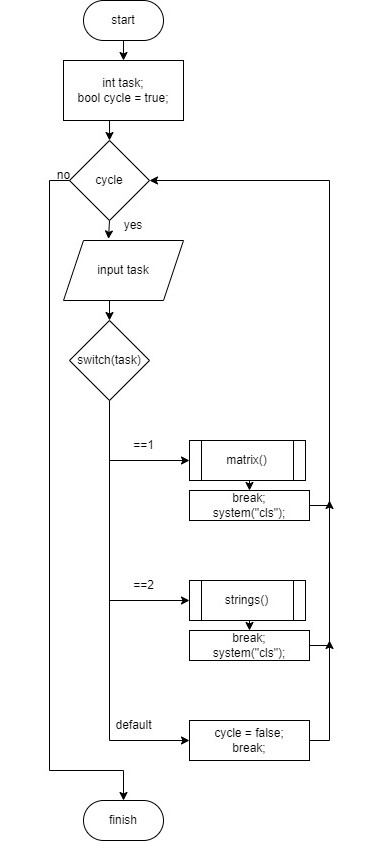 start
int task;
bool cycle = true;
no
cycle
yes
input task
switch(task)
==1
matrix()
break;
system("cls");
==2
strings()
break;
system("cls");
default
cycle = false;
break;
finish